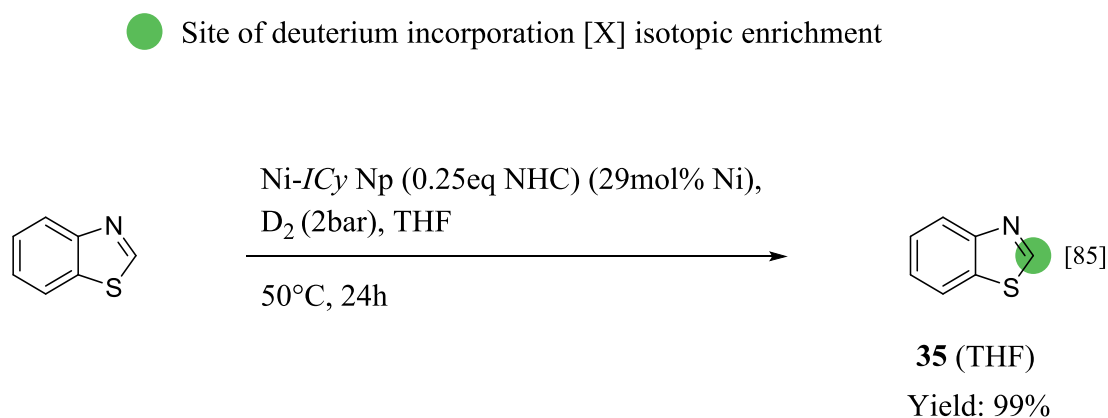 Site of deuterium incorporation [X] isotopic enrichment
Ni-ICy Np (0.25eq NHC) (29mol% Ni),
D₂ (2bar), THF
50°C, 24h
N
S
N
S
[85]
35 (THF)
Yield: 99%